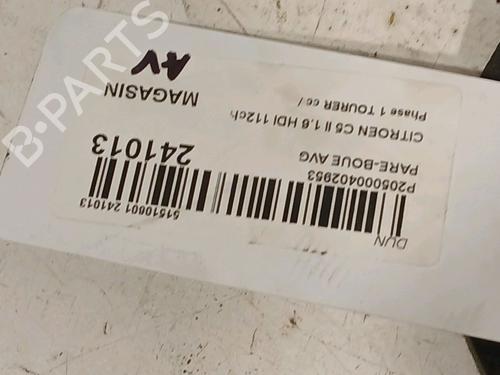 DUN
P205000402953
51510001 241013
PARE-BOUE AVG
241013
CITROEN C5 II 1.6 HDI 112ch
Phase 1 TOURER cc /
MAGASIN
AV
B-PARTS